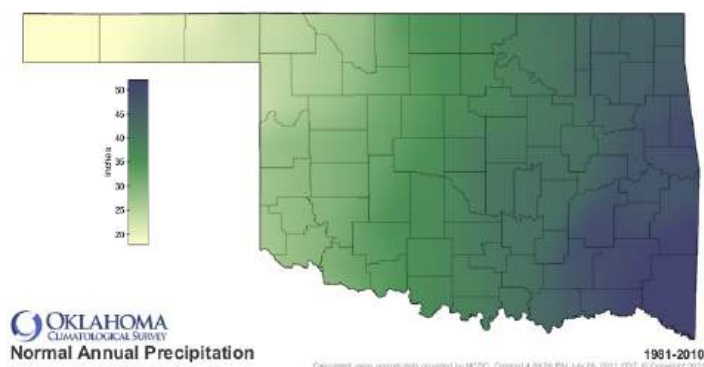 50
45
40
35
30
25
20
inches
OKLAHOMA
CLIMATOLOGICAL SURVEY
Normal Annual Precipitation
1981-2010